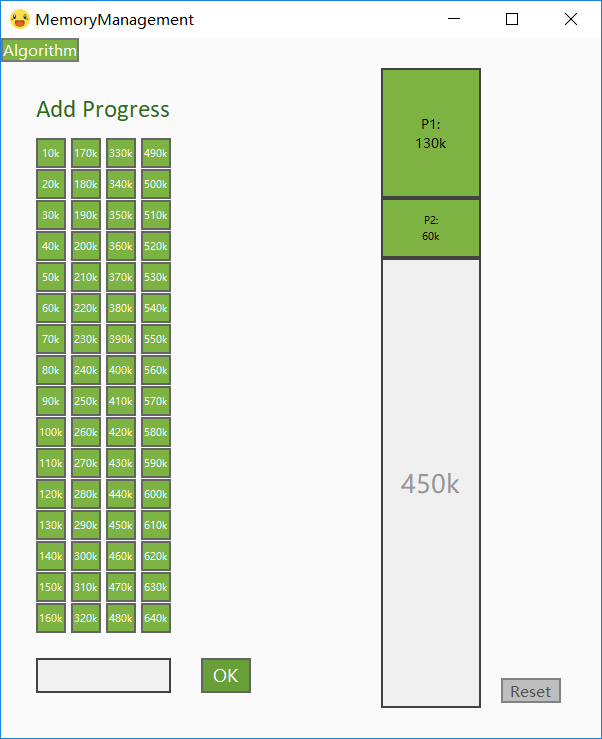 MemoryManagement
Algorithm
Add Progress
10k 170k 330k 490k
20k 180k 340k 500k
30k 190k 350k 510k
40k 200k 360k 520k
50k 210k 370k 530k
60k 220k 380k 540k
70k 230k 390k 550k
80k 240k 400k 560k
90k 250k 410k 570k
100k 260k 420k 580k
110k 270k 430k 590k
120k 280k 440k 600k
130k 290k 450k 610k
140k 300k 460k 620k
150k 310k 470k 630k
160k 320k 480k 640k
OK
P1:
130k
P2:
60k
450k
Reset